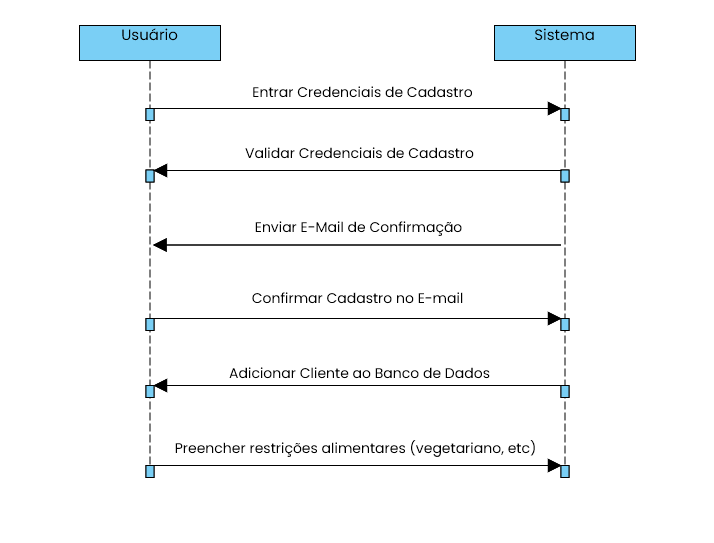 Usuário
Sistema
Entrar Credenciais de Cadastro
Validar Credenciais de Cadastro
Enviar E-Mail de Confirmação
Confirmar Cadastro no E-mail
Adicionar Cliente ao Banco de Dados
Preencher restrições alimentares (vegetariano, etc)